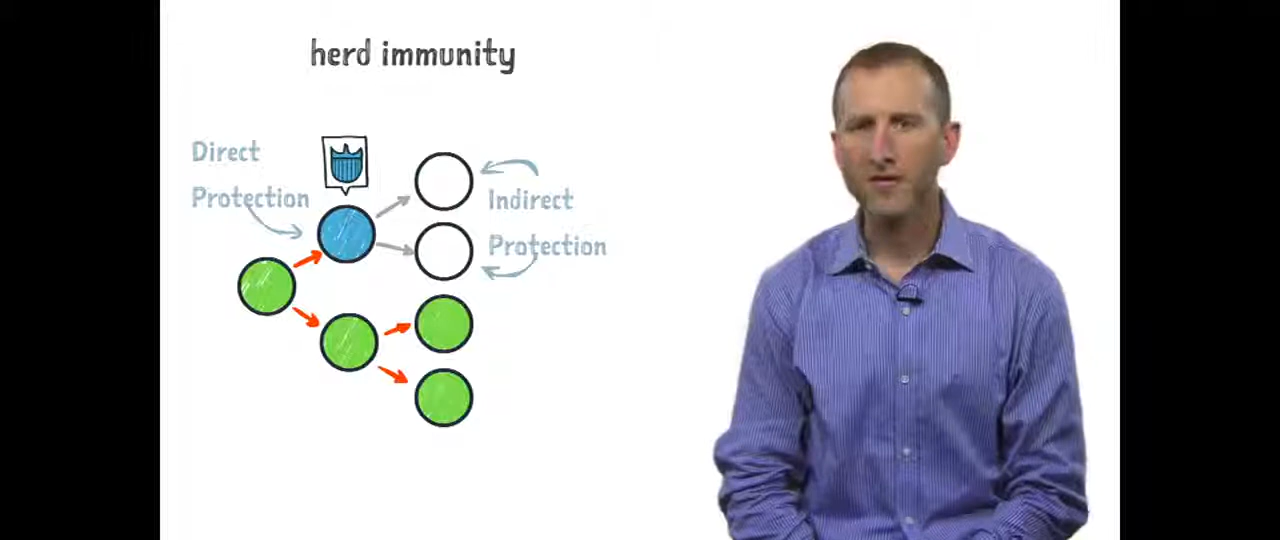 herd immunity
Direct
Protection
Indirect
Protection